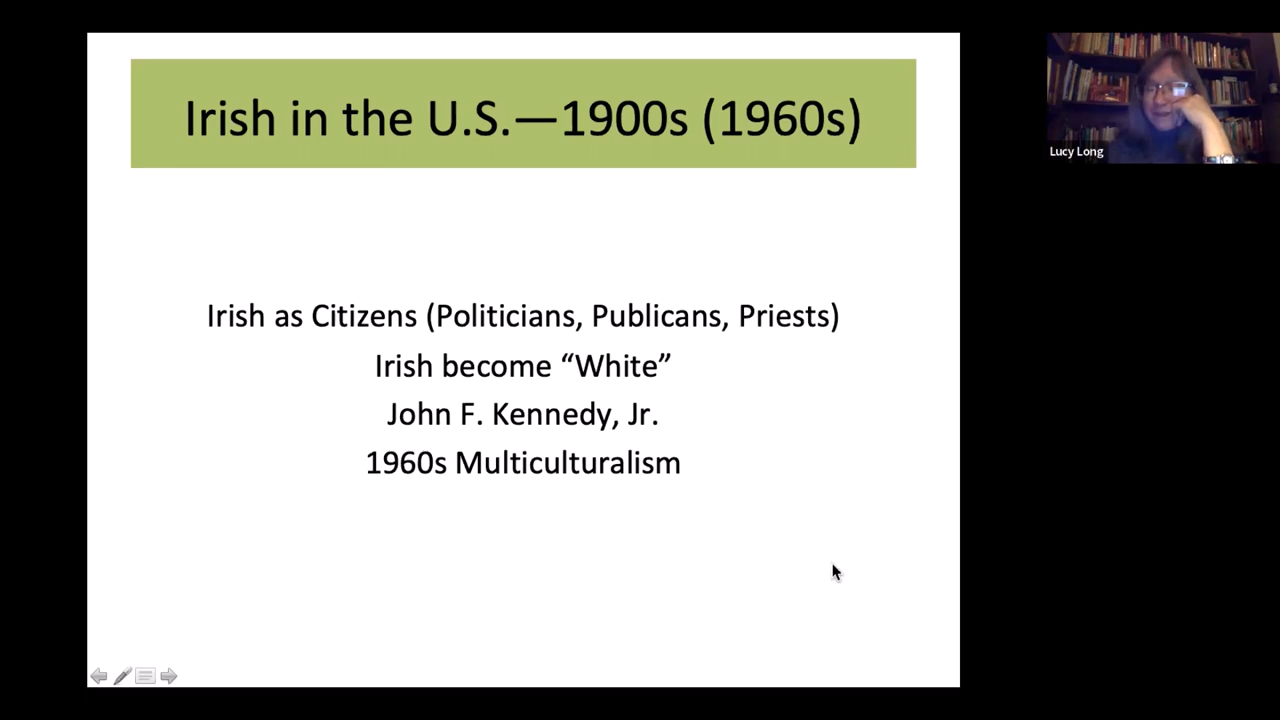 Irish in the U.S.—1900s (1960s)
Irish as Citizens (Politicians, Publicans, Priests)
Irish become “White”
John F. Kennedy, Jr.
1960s Multiculturalism
Lucy Long